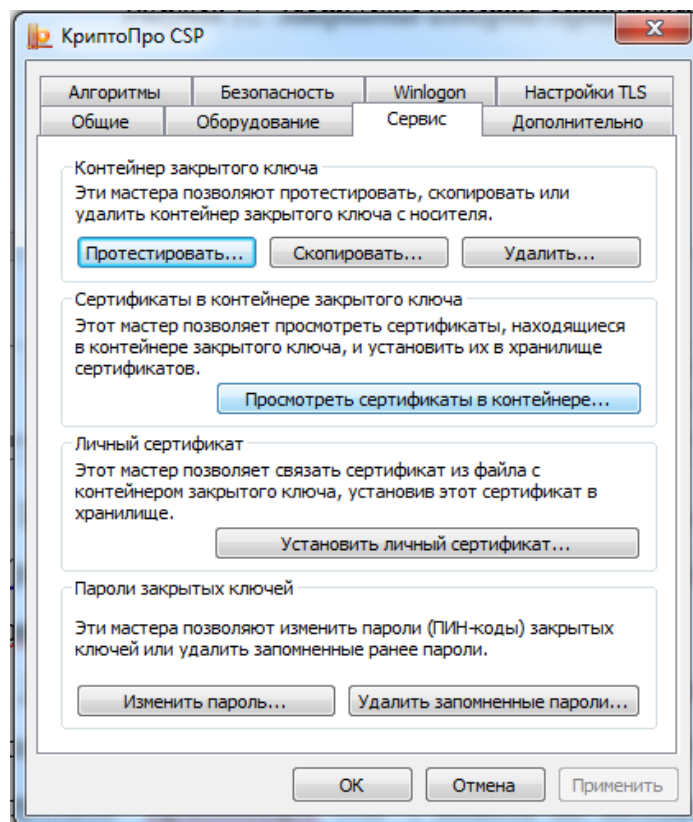 КриптоПро CSP
Алгоритмы Безопасность Winlogon Настройки TLS
Общие Оборудование Сервис Дополнительно
Контейнер закрытого ключа
Эти мастера позволяют протестировать, скопировать или
удалить контейнер закрытого ключа с носителя.
Протестировать... Скопировать... Удалить...
Сертификаты в контейнере закрытого ключа
Этот мастер позволяет просмотреть сертификаты, находящиеся
в контейнере закрытого ключа, и установить их в хранилище
сертификатов.
Просмотреть сертификаты в контейнере...
Личный сертификат
Этот мастер позволяет связать сертификат из файла с
контейнером закрытого ключа, установив этот сертификат в
хранилище.
Установить личный сертификат...
Пароли закрытых ключей
Эти мастера позволяют изменить пароли (ПИН-коды) закрытых
ключей или удалить запомненные ранее пароли.
Изменить пароль... Удалить запомненные пароли...
ОК Отмена Применить